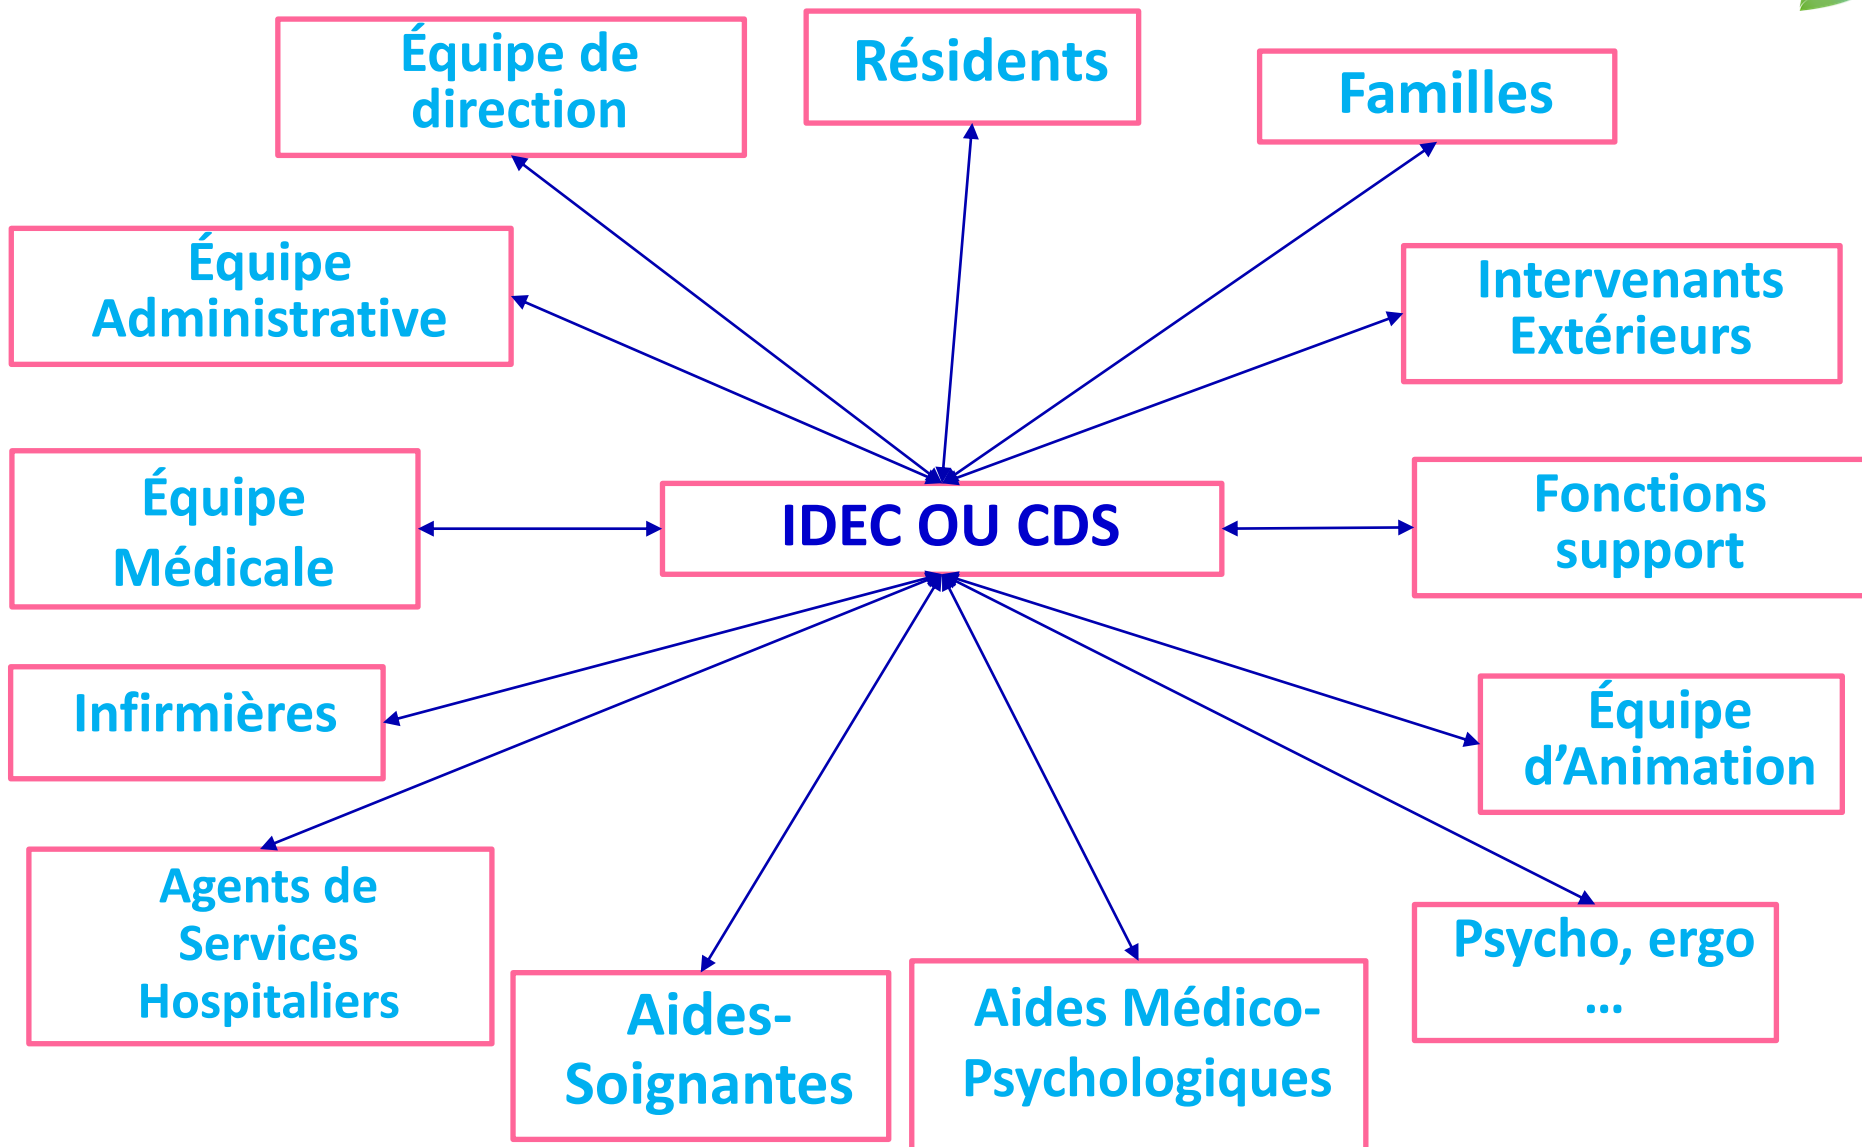 Équipe de
direction
Résidents
Familles
Équipe
Administrative
Intervenants
Extérieurs
Équipe
Médicale
IDEC OU CDS
Fonctions
support
Infirmières
Équipe
d’Animation
Agents de
Services
Hospitaliers
Aides-
Soignantes
Aides Médico-
Psychologiques
Psycho, ergo
...